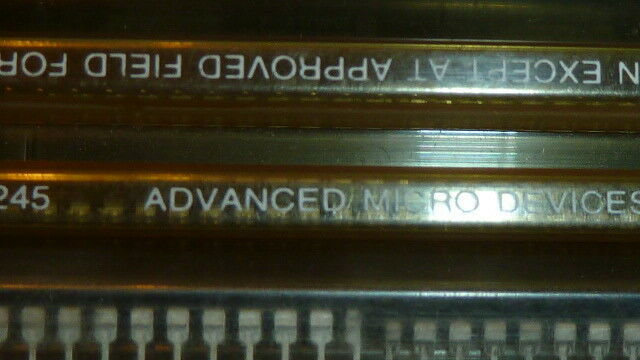 N EXCEPT AT APPROVED FIELD FOR
245 ADVANCED MICRO DEVICES